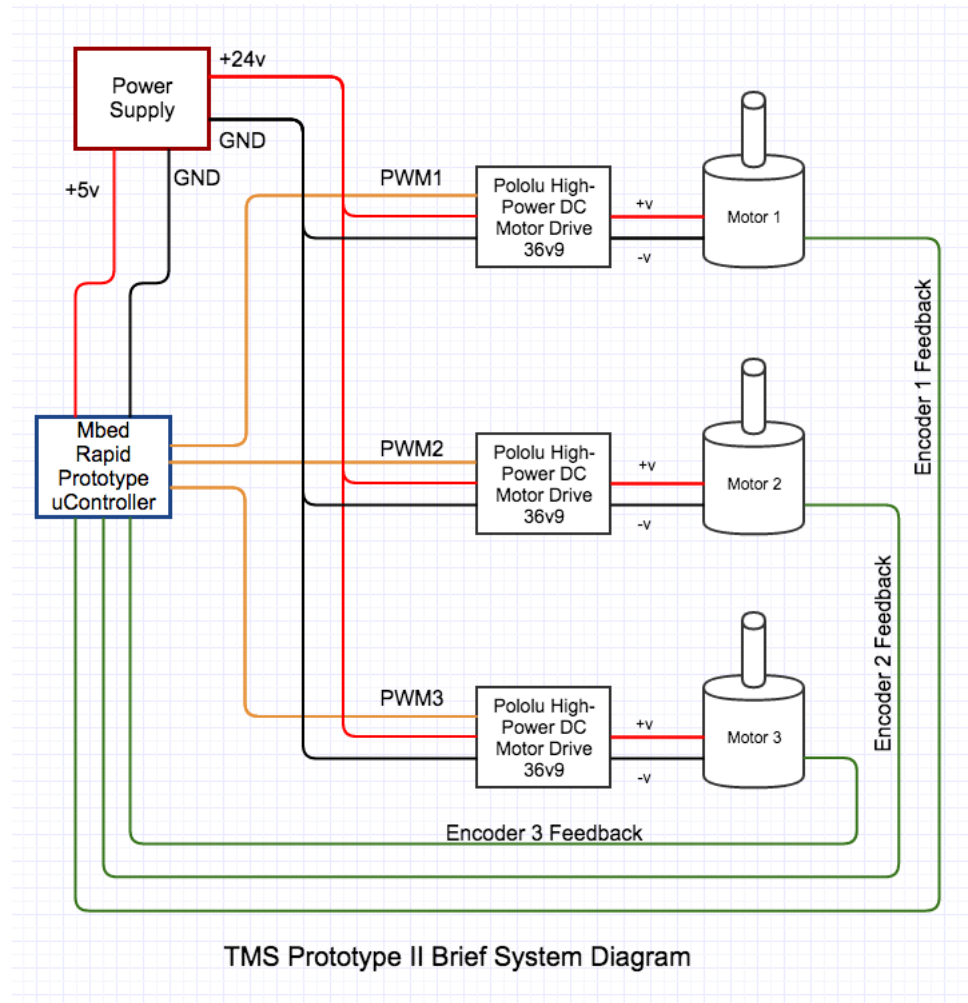 +24v
Power
Supply
GND
+5v
GND
PWM1
Pololu High-
Power DC
Motor Drive
36v9
+v
-v
Motor 1
Encoder 1 Feedback
Mbed
Rapid
Prototype
uController
PWM2
Pololu High-
Power DC
Motor Drive
36v9
+v
-v
Motor 2
Encoder 2 Feedback
PWM3
Pololu High-
Power DC
Motor Drive
36v9
+v
-v
Motor 3
Encoder 3 Feedback
TMS Prototype II Brief System Diagram